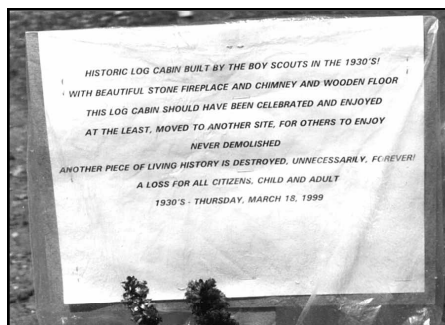 HISTORIC LOG CABIN BUILT BY THE BOY SCOUTS IN THE 1930'S!
WITH BEAUTIFUL STONE FIREPLACE AND CHIMNEY AND WOODEN FLOOR
THIS LOG CABIN SHOULD HAVE BEEN CELEBRATED AND ENJOYED
AT THE LEAST, MOVED TO ANOTHER SITE, FOR OTHERS TO ENJOY
NEVER DEMOLISHED
ANOTHER PIECE OF LIVING HISTORY IS DESTROYED, UNNECESSARILY, FOREVER!
A LOSS FOR ALL CITIZENS, CHILD AND ADULT
1930'S - THURSDAY, MARCH 18, 1999